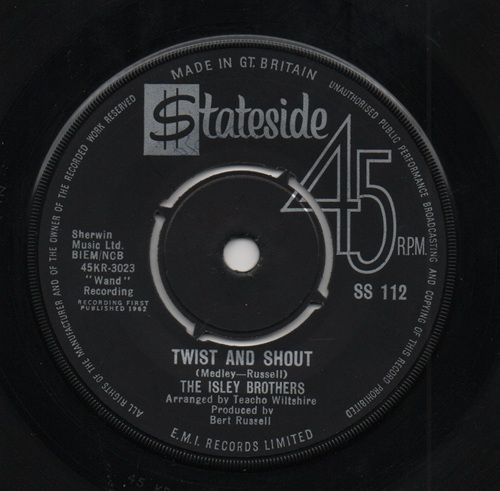 MADE IN GT. BRITAIN
UNAUTHORISED PUBLIC PERFORMANCE BROADCASTING AND COPYING OF THIS RECORD PROHIBITED
ALL RIGHTS OF THE MANUFACTURER AND OF THE OWNER OF THE RECORDED WORK RESERVED
$tateside
45
R.P.M.
Sherwin
Music Ltd.
BIEM/NCB
45KR-3023
"Wand"
Recording
RECORDING FIRST
PUBLISHED 1962
SS 112
TWIST AND SHOUT
(Medley—Russell)
THE ISLEY BROTHERS
Arranged by Teacho Wiltshire
Produced by
Bert Russell
E.M.I. RECORDS LIMITED